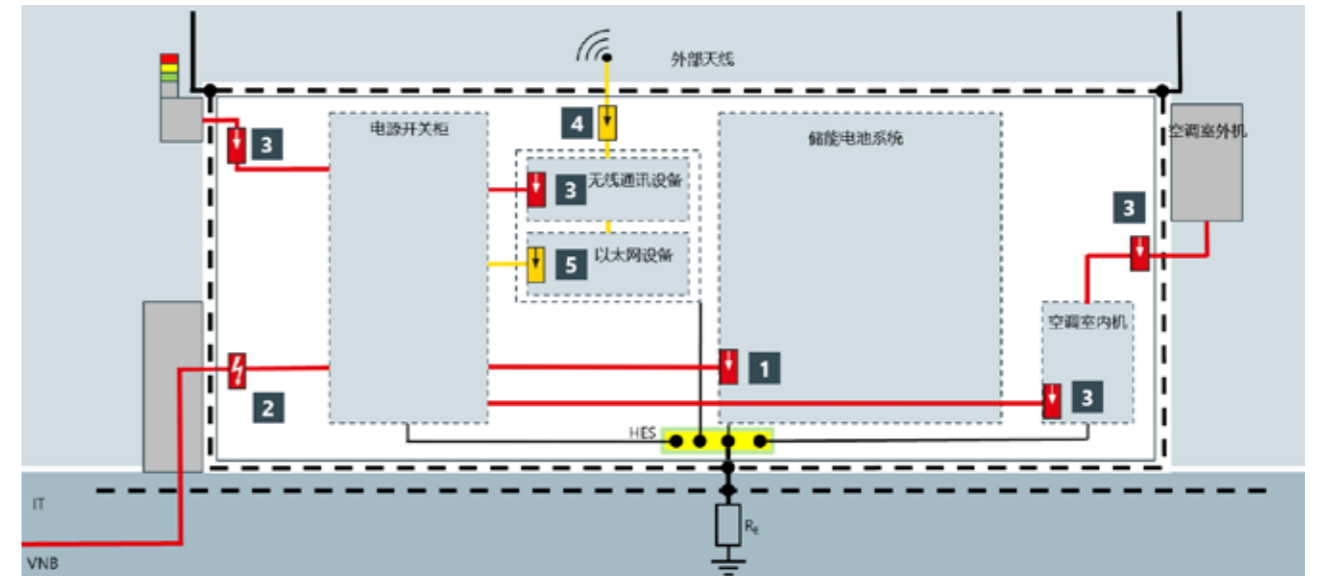 外部天线
电源开关柜
4
储能电池系统
空调室外机
3
3
无线通讯设备
3
5
以太网设备
空调室内机
1
3
2
HES
IT
Re
VNB